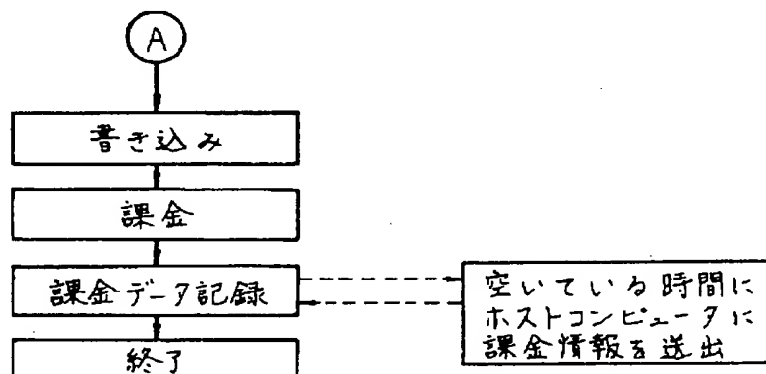 A
書き込み
課金
課金データ記録
空いている時間に
ホストコンピュータに
課金情報を送出
終了